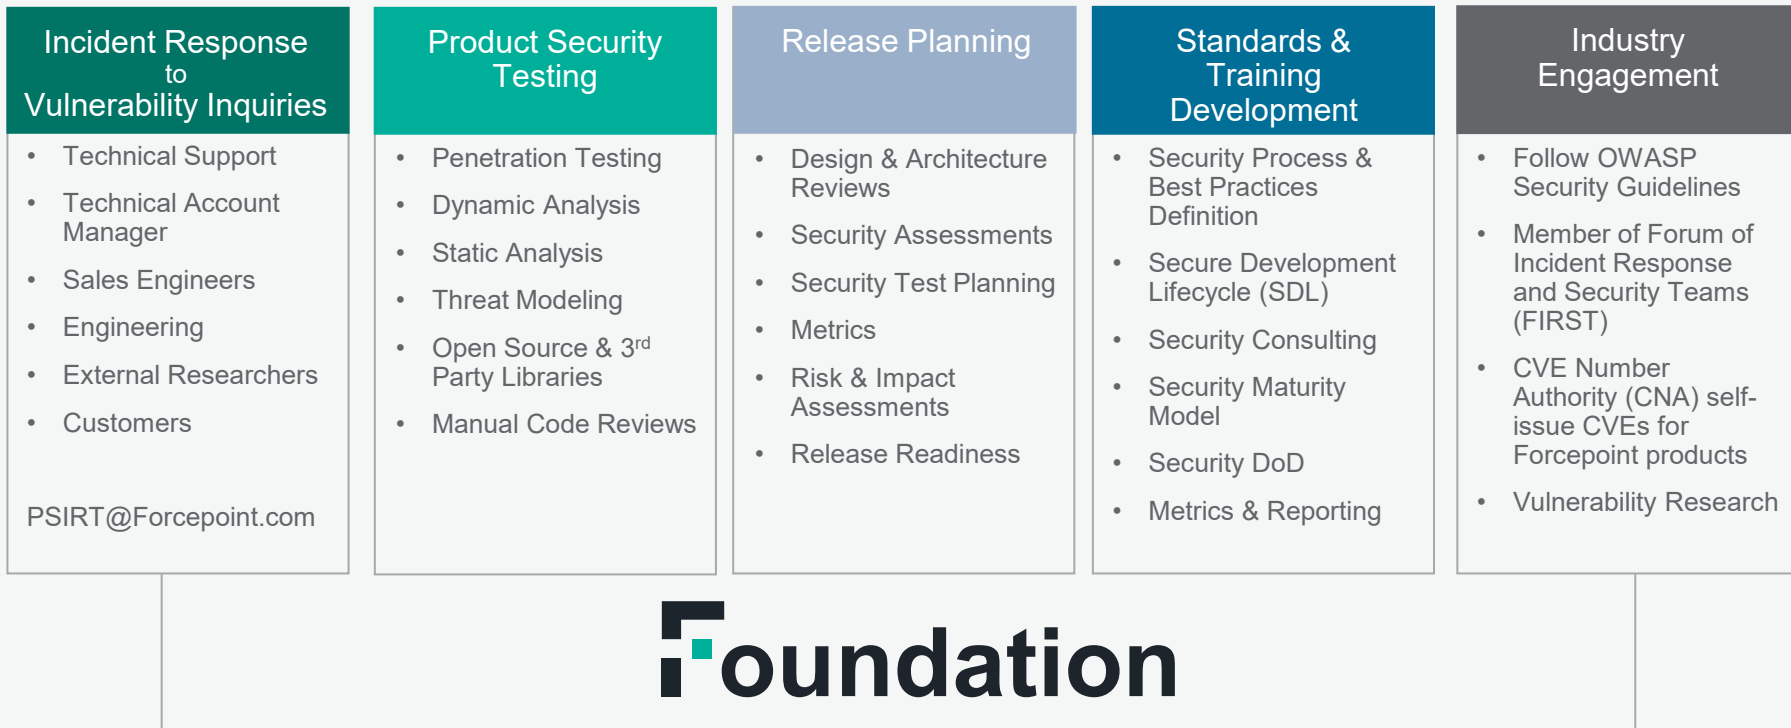 Incident Response
to
Vulnerability Inquiries
• Technical Support
• Technical Account
Manager
• Sales Engineers
• Engineering
• External Researchers
• Customers
PSIRT@Forcepoint.com
Product Security
Testing
• Penetration Testing
• Dynamic Analysis
• Static Analysis
• Threat Modeling
• Open Source & 3rd
Party Libraries
• Manual Code Reviews
Release Planning
• Design & Architecture
Reviews
• Security Assessments
• Security Test Planning
• Metrics
• Risk & Impact
Assessments
• Release Readiness
Standards &
Training
Development
• Security Process &
Best Practices
Definition
• Secure Development
Lifecycle (SDL)
• Security Consulting
• Security Maturity
Model
• Security DoD
• Metrics & Reporting
Industry
Engagement
• Follow OWASP
Security Guidelines
• Member of Forum of
Incident Response
and Security Teams
(FIRST)
• CVE Number
Authority (CNA) self-
issue CVEs for
Forcepoint products
• Vulnerability Research
Foundation